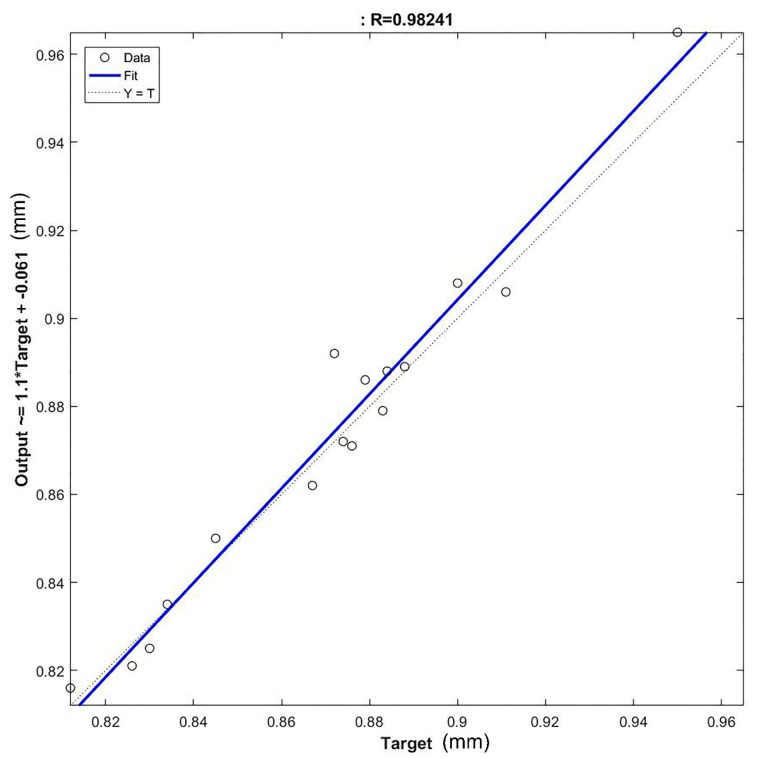 : R=0.98241
Data
Fit
Y = T
0.96
0.94
0.92
0.9
0.88
0.86
0.84
0.82
Output ~= 1.1*Target + -0.061 (mm)
0.82 0.84 0.86 0.88 0.9 0.92 0.94 0.96
Target (mm)